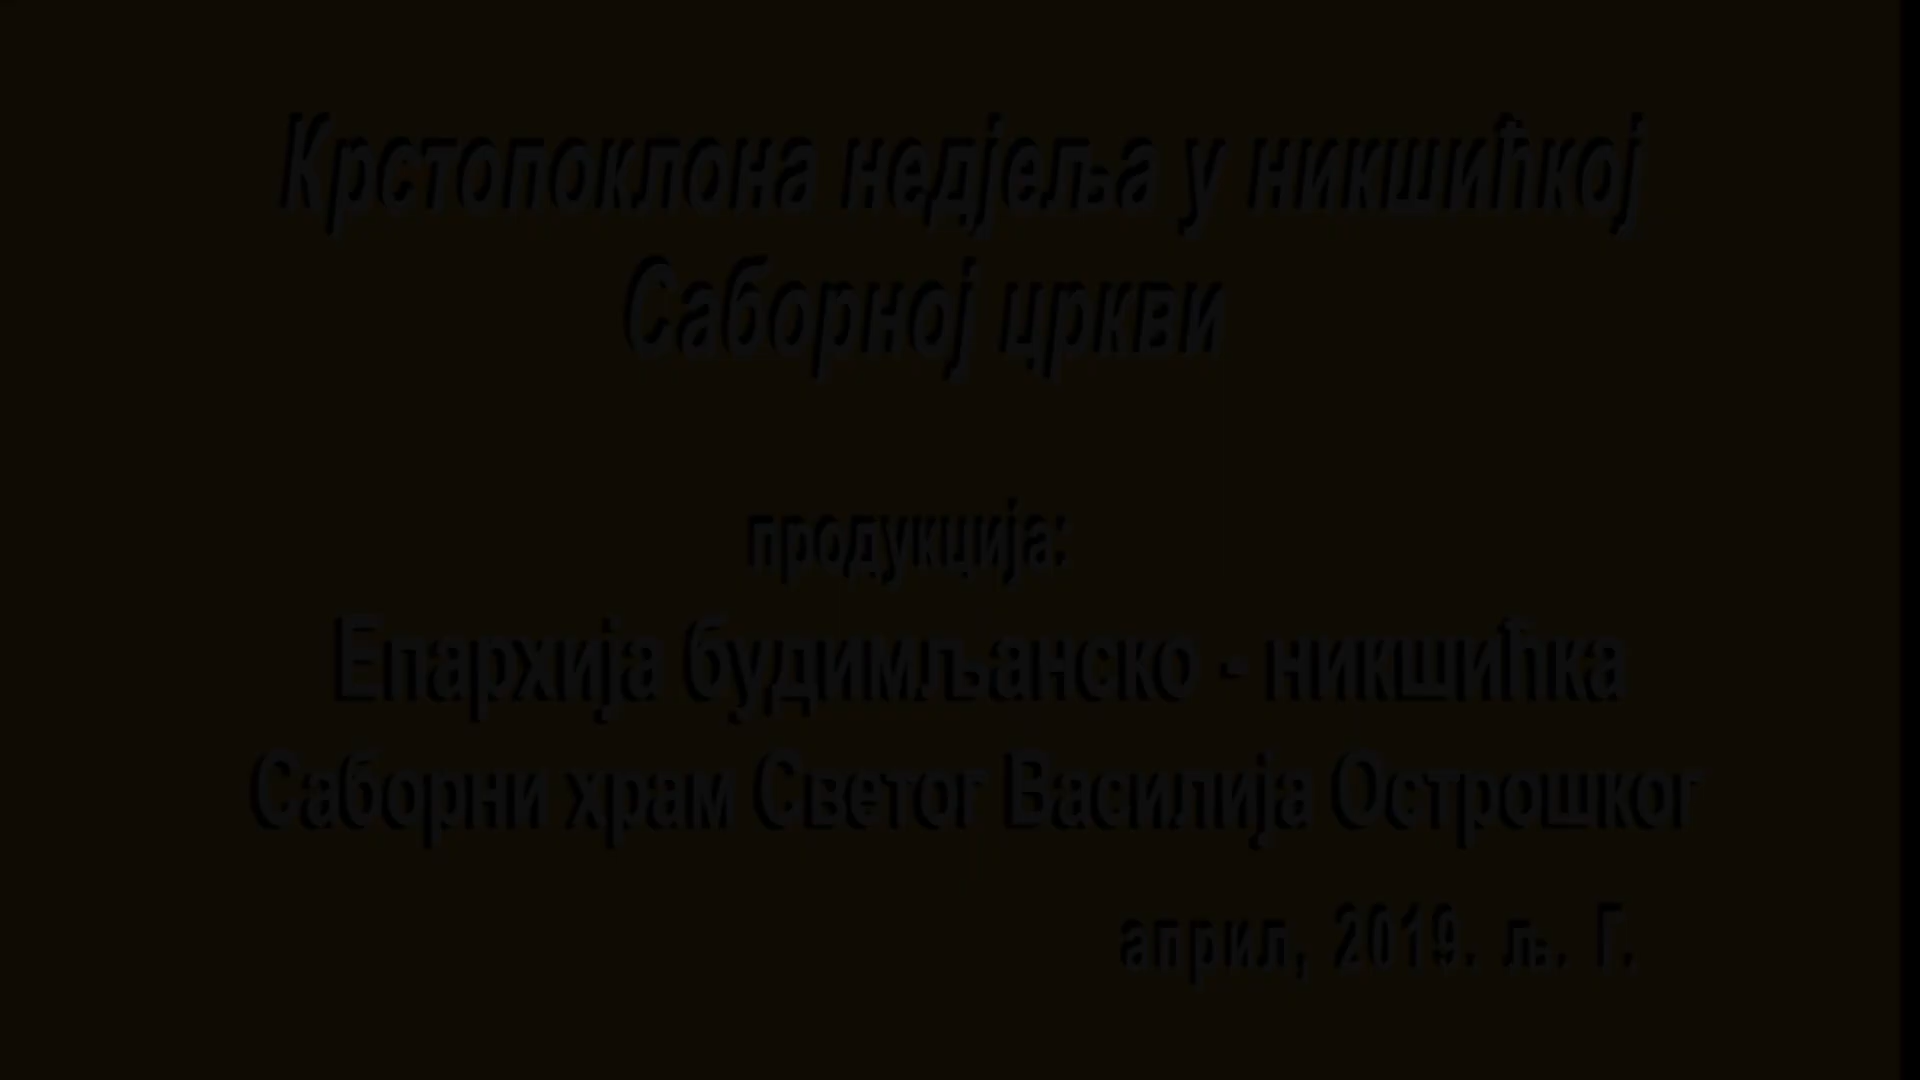 Крстопоклона недјеља у никшићкој
Саборној цркви
продукција:
Епархија будимљанско - никшићка
Саборни храм Светог Василија Острошког
април, 2019. љ. Г.